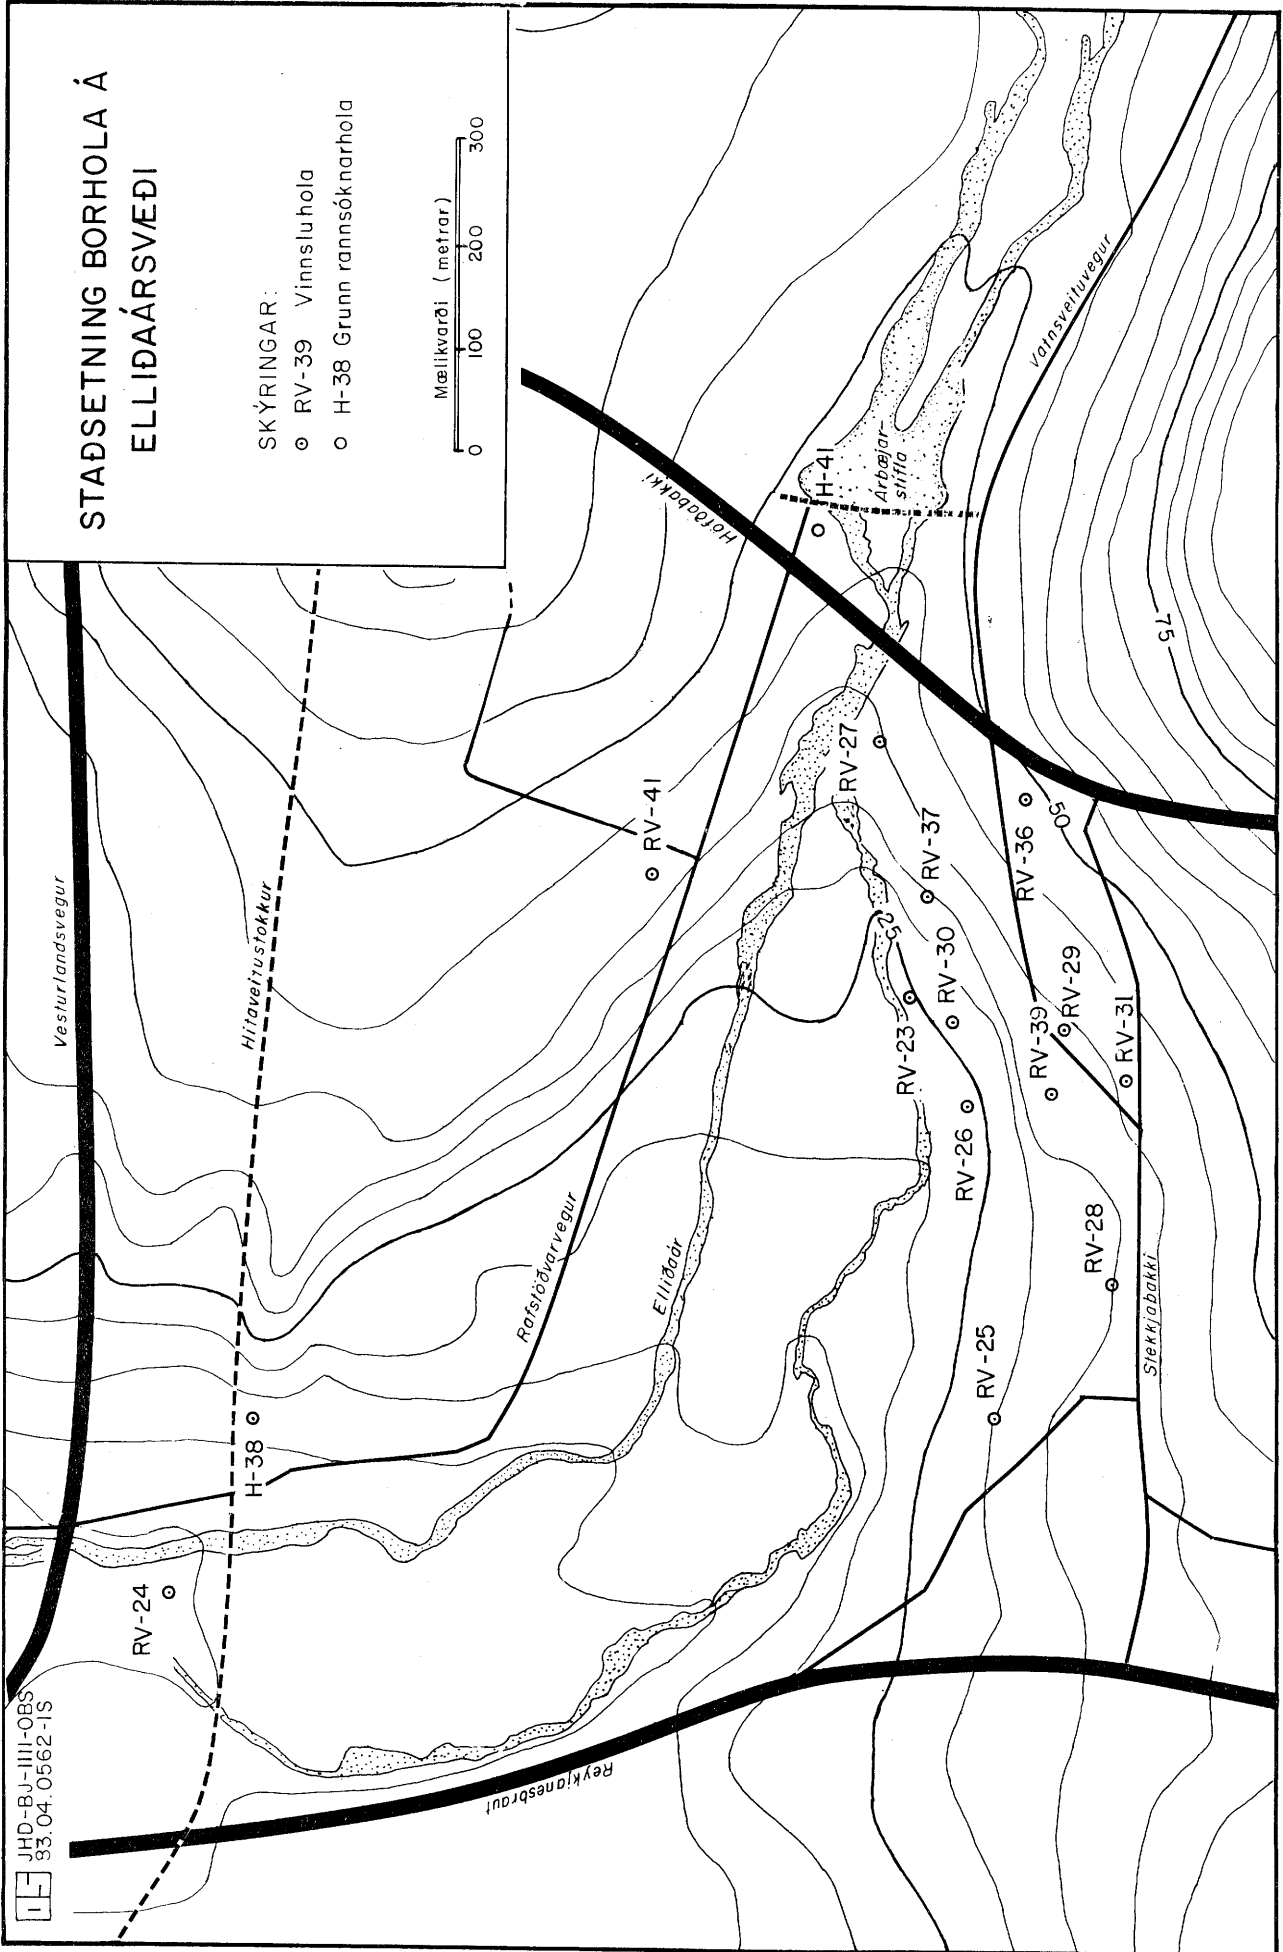 STAÐSETNING BORHOLA Á
ELLIÐAÁRSVÆÐI
SKÝRINGAR:
RV-39 Vinnsluhola
H-38 Grunn rannsóknarhola
Mælikvarði (metrar)
0 100 200 300
JHD-BJ-1111-OBS
83.04.0562-IS
Vesturlandsvegur
Hitaveitustokkur
Höfðabakki
Rafstöðvarvegur
Elliðaár
Reykjanesbraut
Stekkjabakki
Vatnsveituvegur
Árbæjar-
stífla
H-41
H-38
RV-24
RV-41
RV-27
RV-37
RV-30
RV-23
RV-26
RV-36
RV-29
RV-39
RV-31
RV-28
RV-25
25
50
75